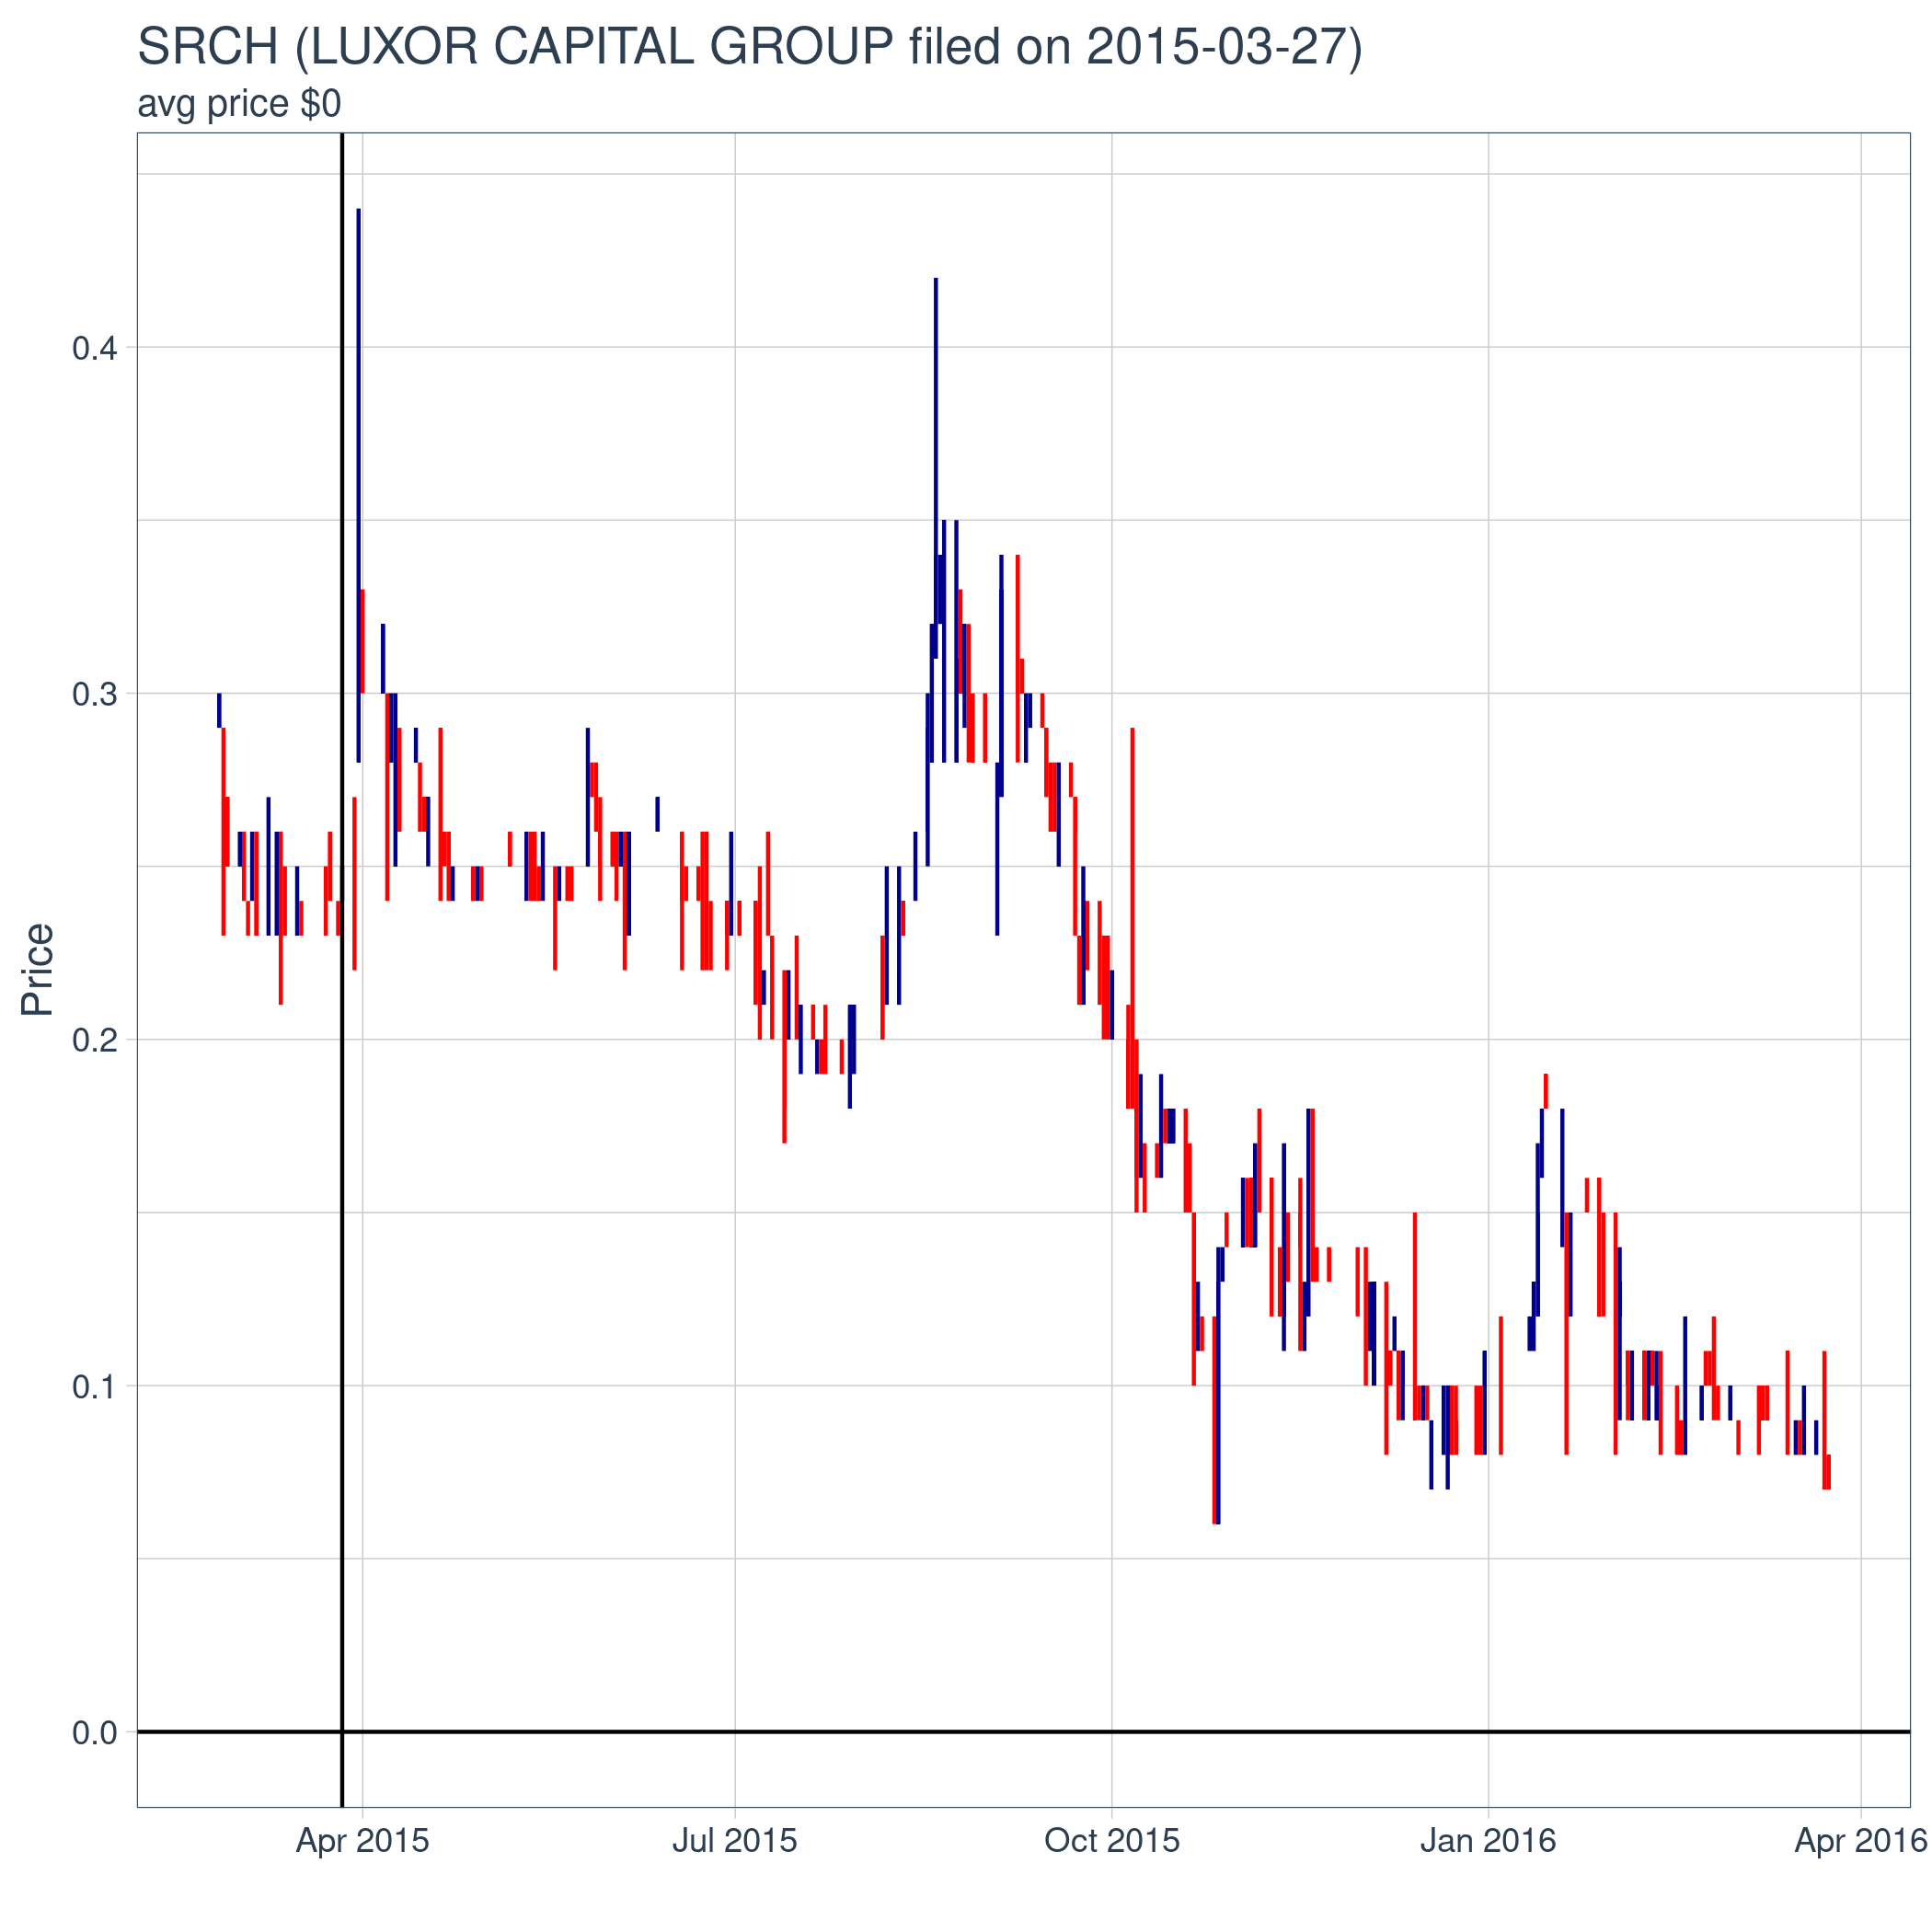 SRCH (LUXOR CAPITAL GROUP filed on 2015-03-27)
avg price $0
0.4
0.3
0.2
0.1
0.0
Price
Apr 2015
Jul 2015
Oct 2015
Jan 2016
Apr 2016